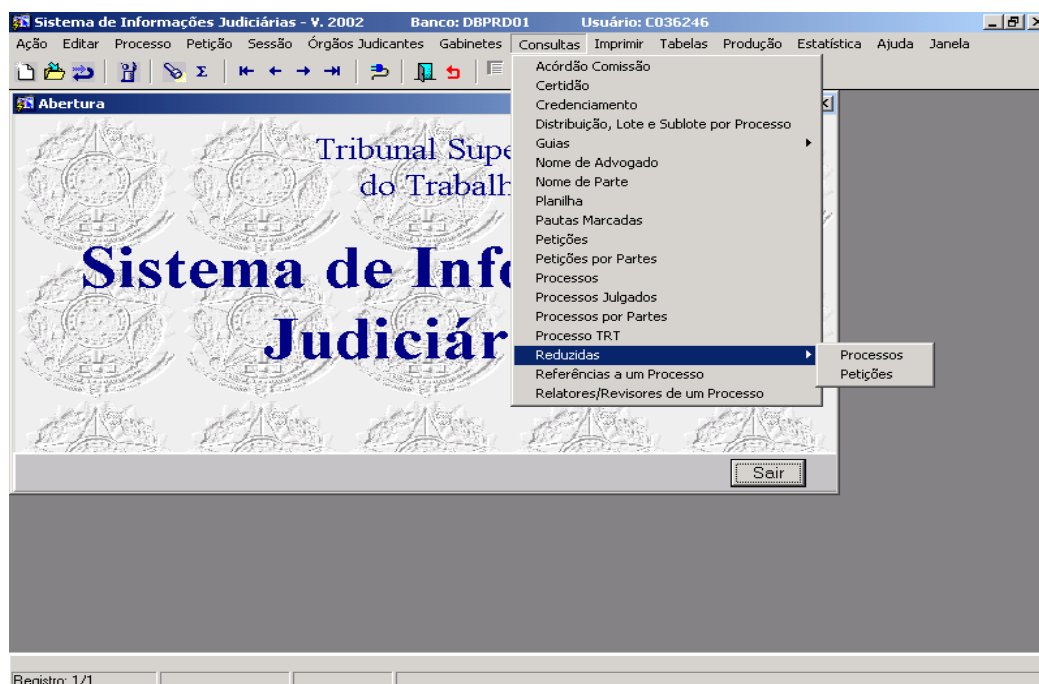 Sistema de Informações Judiciárias - V. 2002 Banco: DBPRD01 Usuário: C036246
Ação Editar Processo Petição Sessão Órgãos Judicantes Gabinetes Consultas Imprimir Tabelas Produção Estatística Ajuda Janela
Abertura
Tribunal Supe
do Trabalh
Sistema de Info
Judiciár
Acórdão Comissão
Certidão
Credenciamento
Distribuição, Lote e Sublote por Processo
Guias
Nome de Advogado
Nome de Parte
Planilha
Pautas Marcadas
Petições
Petições por Partes
Processos
Processos Julgados
Processos por Partes
Processo TRT
Reduzidas
Referências a um Processo
Relatores/Revisores de um Processo
Processos
Petições
Sair
Registro: 1/1